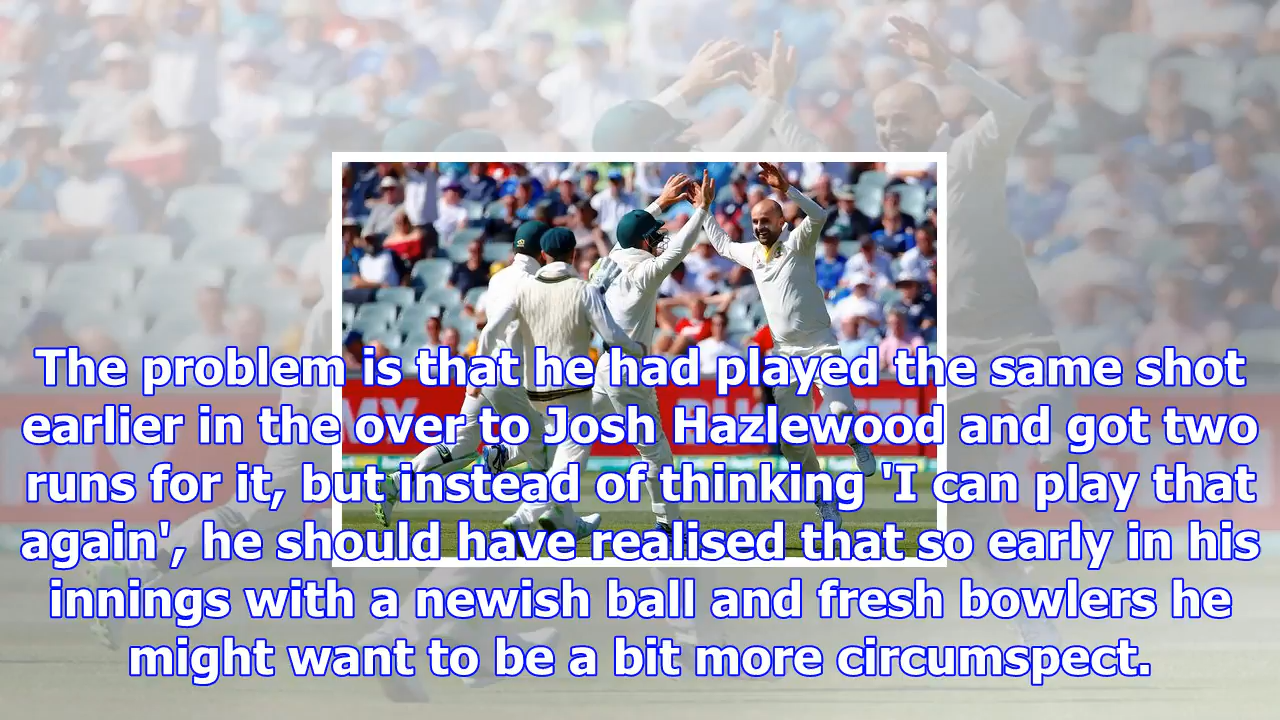 The problem is that he had played the same shot
earlier in the over to Josh Hazlewood and got two
runs for it, but instead of thinking 'I can play that
again', he should have realised that so early in his
innings with a newish ball and fresh bowlers he
might want to be a bit more circumspect.
MY